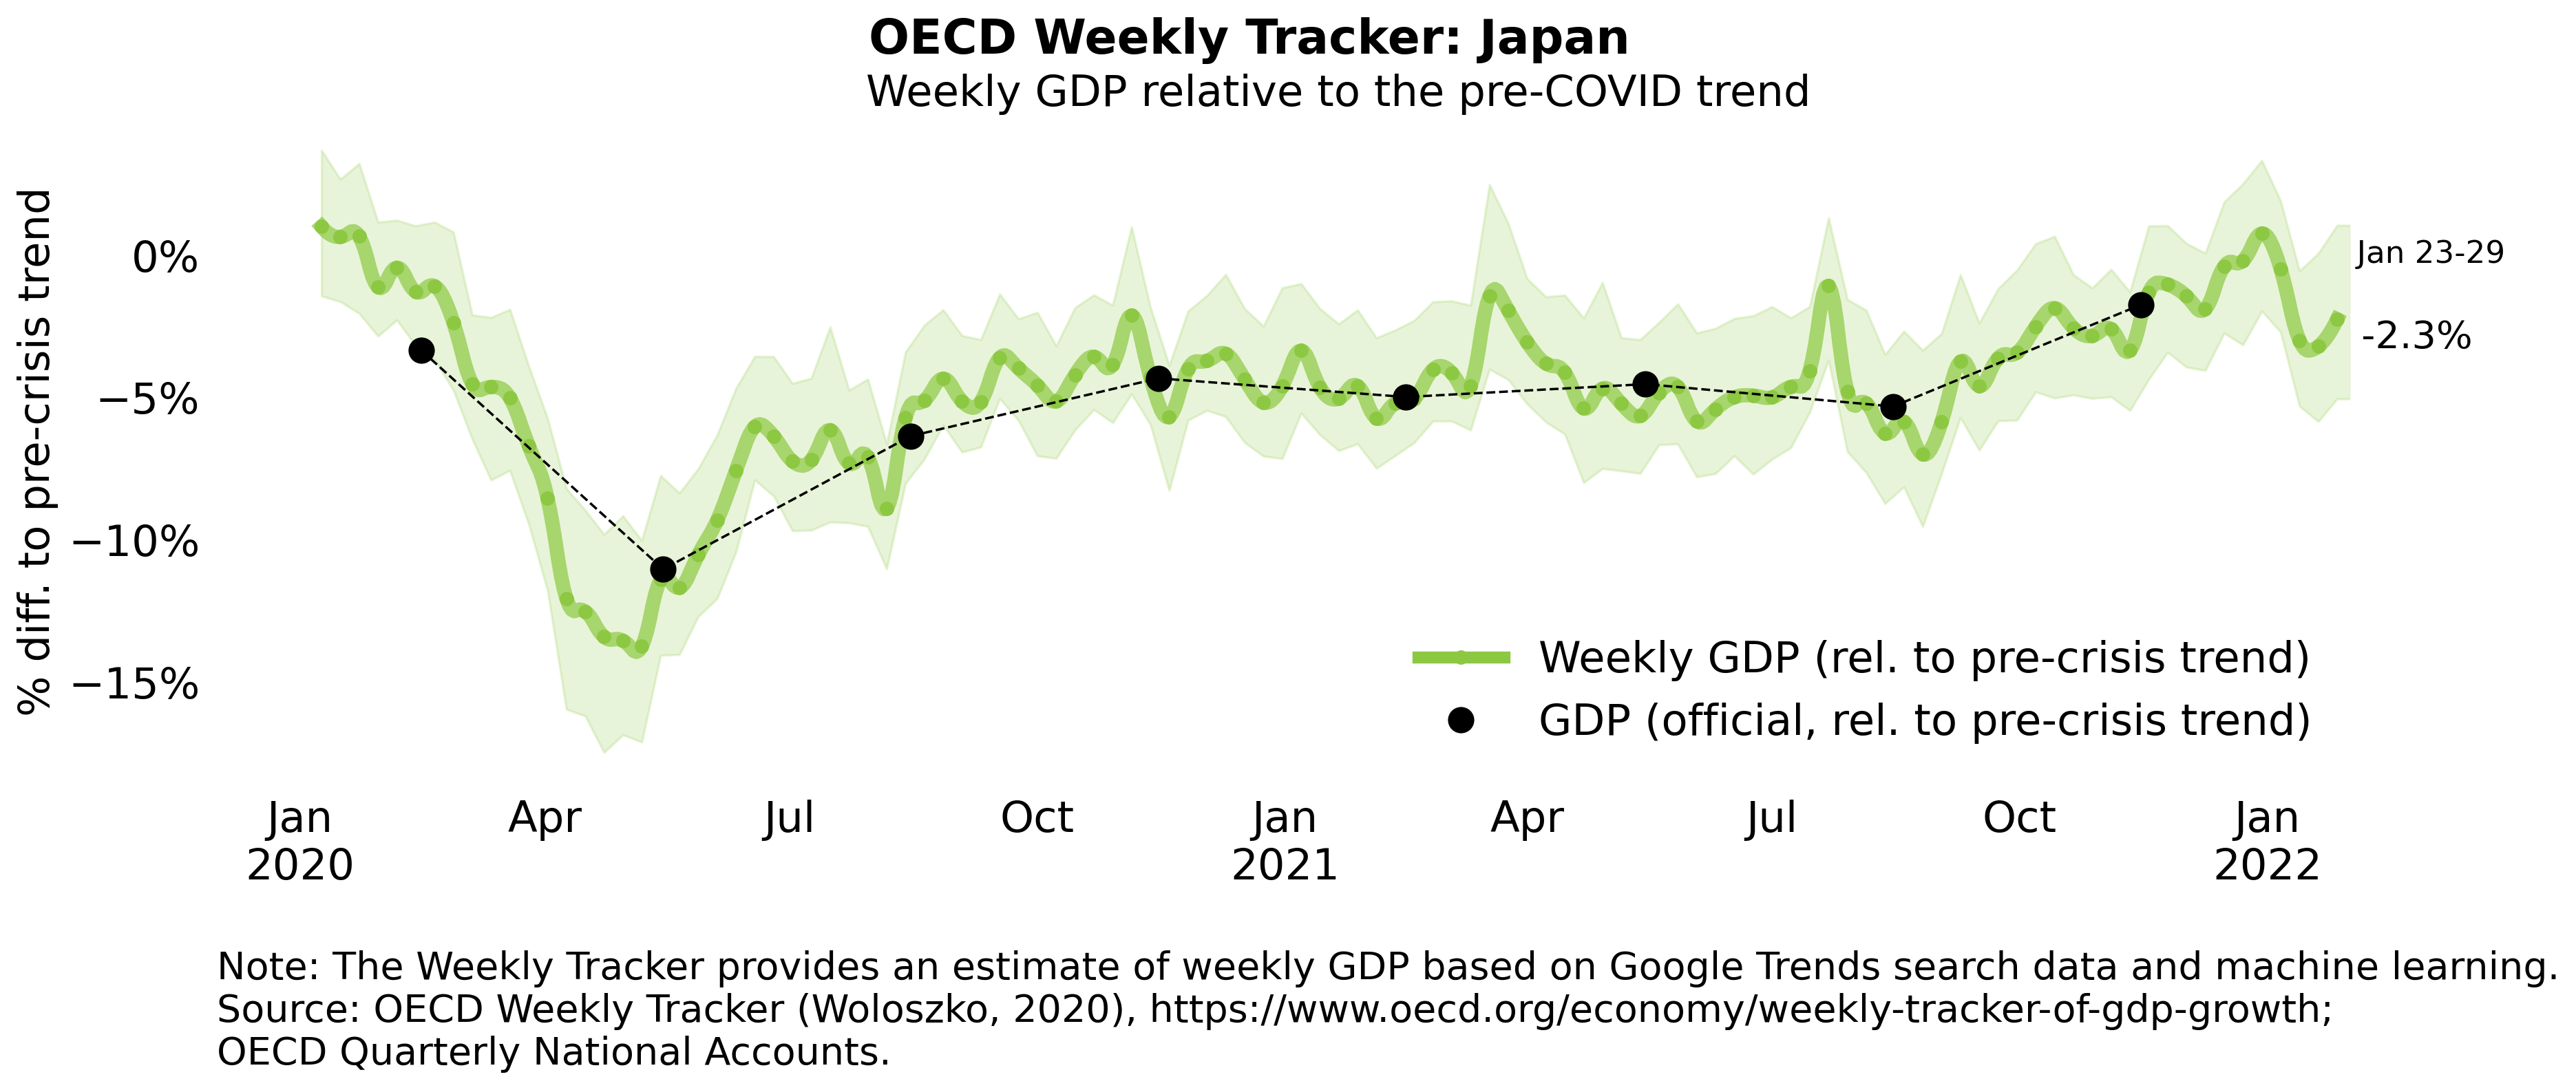 OECD Weekly Tracker: Japan
Weekly GDP relative to the pre-COVID trend
% diff. to pre-crisis trend
0%
−5%
−10%
−15%
Jan 23-29
-2.3%
Weekly GDP (rel. to pre-crisis trend)
GDP (official, rel. to pre-crisis trend)
Jan Apr Jul Oct Jan Apr Jul Oct Jan
2020 2021 2022
Note: The Weekly Tracker provides an estimate of weekly GDP based on Google Trends search data and machine learning.
Source: OECD Weekly Tracker (Woloszko, 2020), https://www.oecd.org/economy/weekly-tracker-of-gdp-growth;
OECD Quarterly National Accounts.